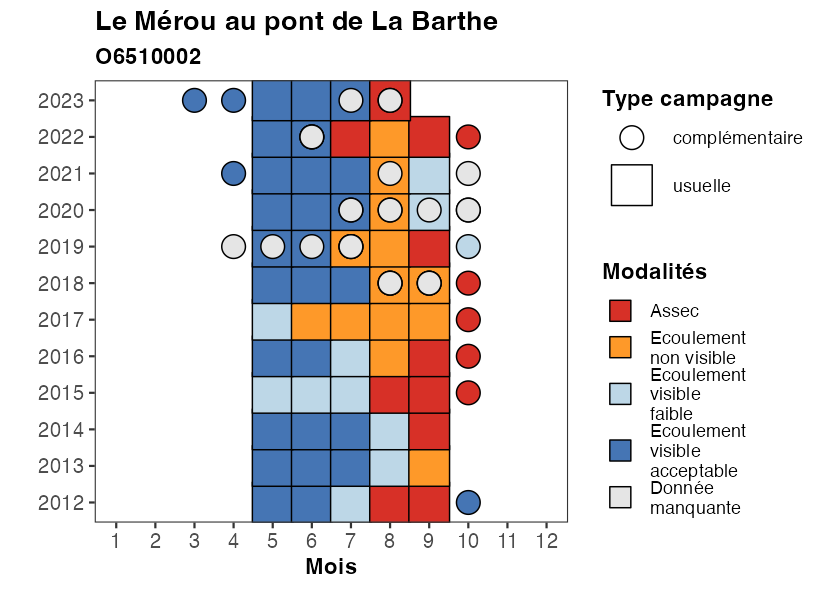 Le Mérou au pont de La Barthe
O6510002
2023
2022
2021
2020
2019
2018
2017
2016
2015
2014
2013
2012
1 2 3 4 5 6 7 8 9 10 11 12
Mois
Type campagne
complémentaire
usuelle
Modalités
Assec
Ecoulement
non visible
Ecoulement
visible
faible
Ecoulement
visible
acceptable
Donnée
manquante